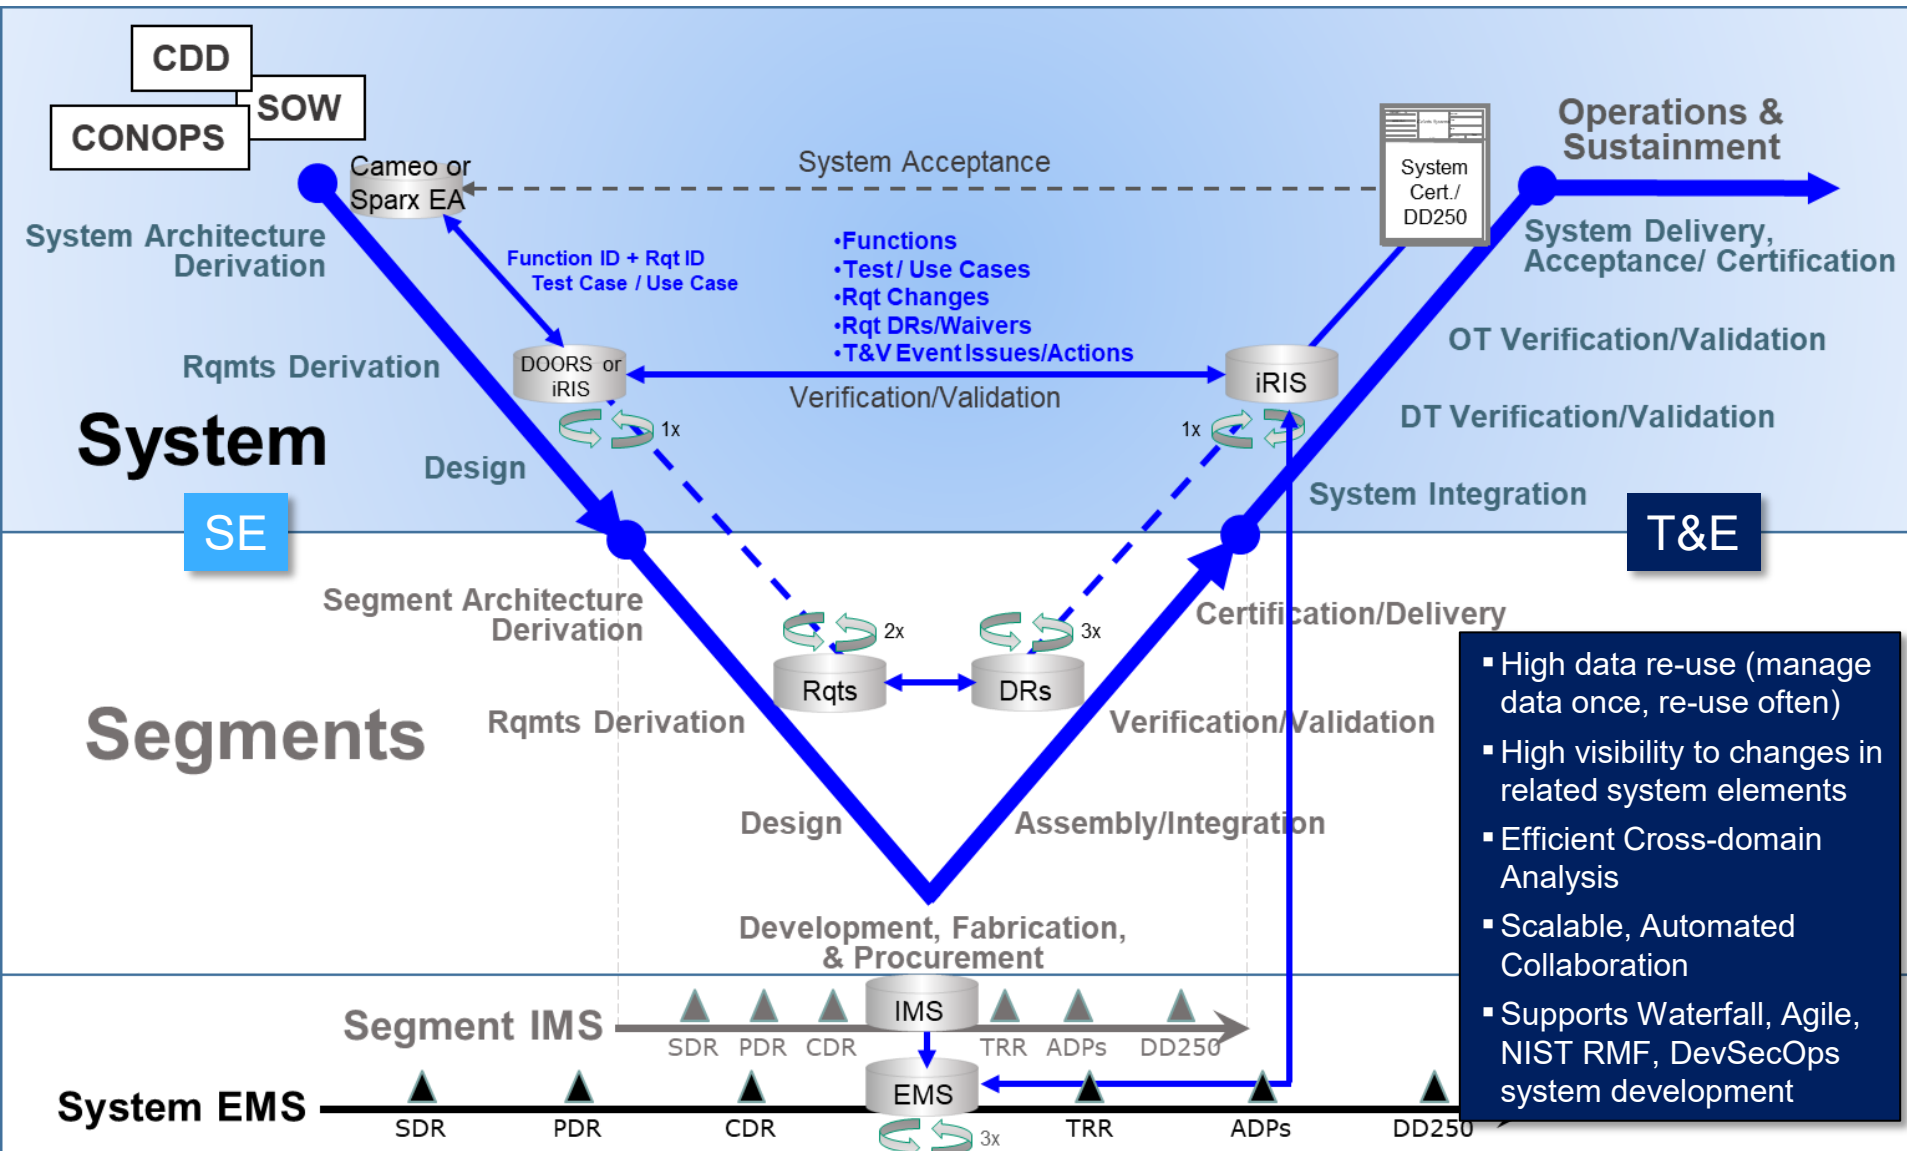 CDD
SOW
CONOPS
Cameo or
Sparx EA
System Acceptance
System
Cert./
DD250
Operations &
Sustainment
System Architecture
Derivation
Function ID + Rqt ID
Test Case / Use Case
•Functions
•Test / Use Cases
•Rqt Changes
•Rqt DRs/Waivers
•T&V Event Issues/Actions
System Delivery,
Acceptance/ Certification
OT Verification/Validation
Rqmts Derivation
DOORS or
iRIS
iRIS
Verification/Validation
DT Verification/Validation
1x
1x
System
Design
System Integration
SE
T&E
Segment Architecture
Derivation
Certification/Delivery
2x
3x
Rqts
DRs
Segments
Rqmts Derivation
Verification/Validation
Design
Assembly/Integration
Development, Fabrication,
& Procurement
▪ High data re-use (manage
data once, re-use often)
▪ High visibility to changes in
related system elements
▪ Efficient Cross-domain
Analysis
▪ Scalable, Automated
Collaboration
▪ Supports Waterfall, Agile,
NIST RMF, DevSecOps
system development
Segment IMS
IMS
SDR PDR CDR TRR ADPs DD250
System EMS
EMS
SDR PDR CDR TRR ADPs DD250
3x